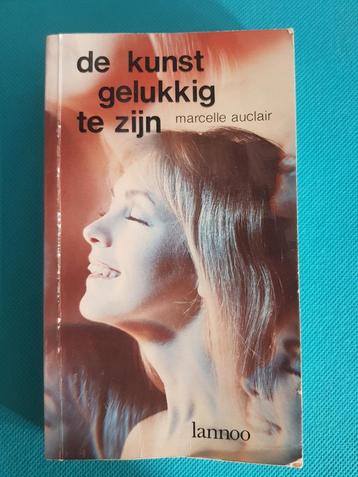 de kunst
gelukkig
te zijn
marcelle auclair
lannoo